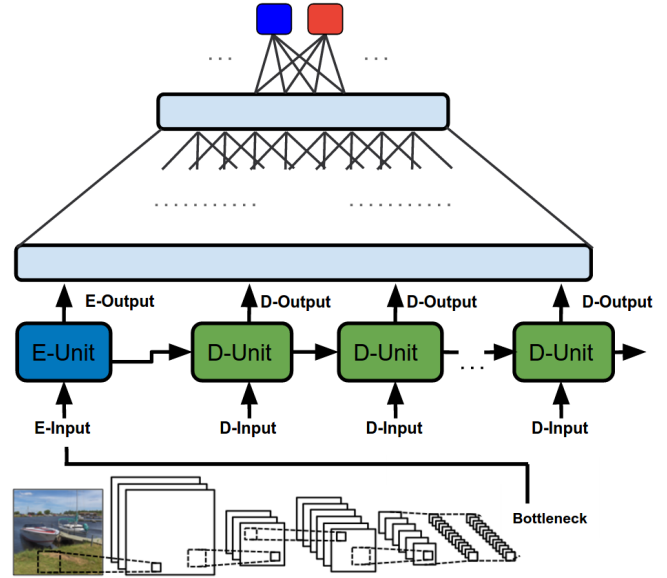 E-Output D-Output D-Output D-Output
E-Unit D-Unit D-Unit ... D-Unit
E-Input D-Input D-Input D-Input
Bottleneck